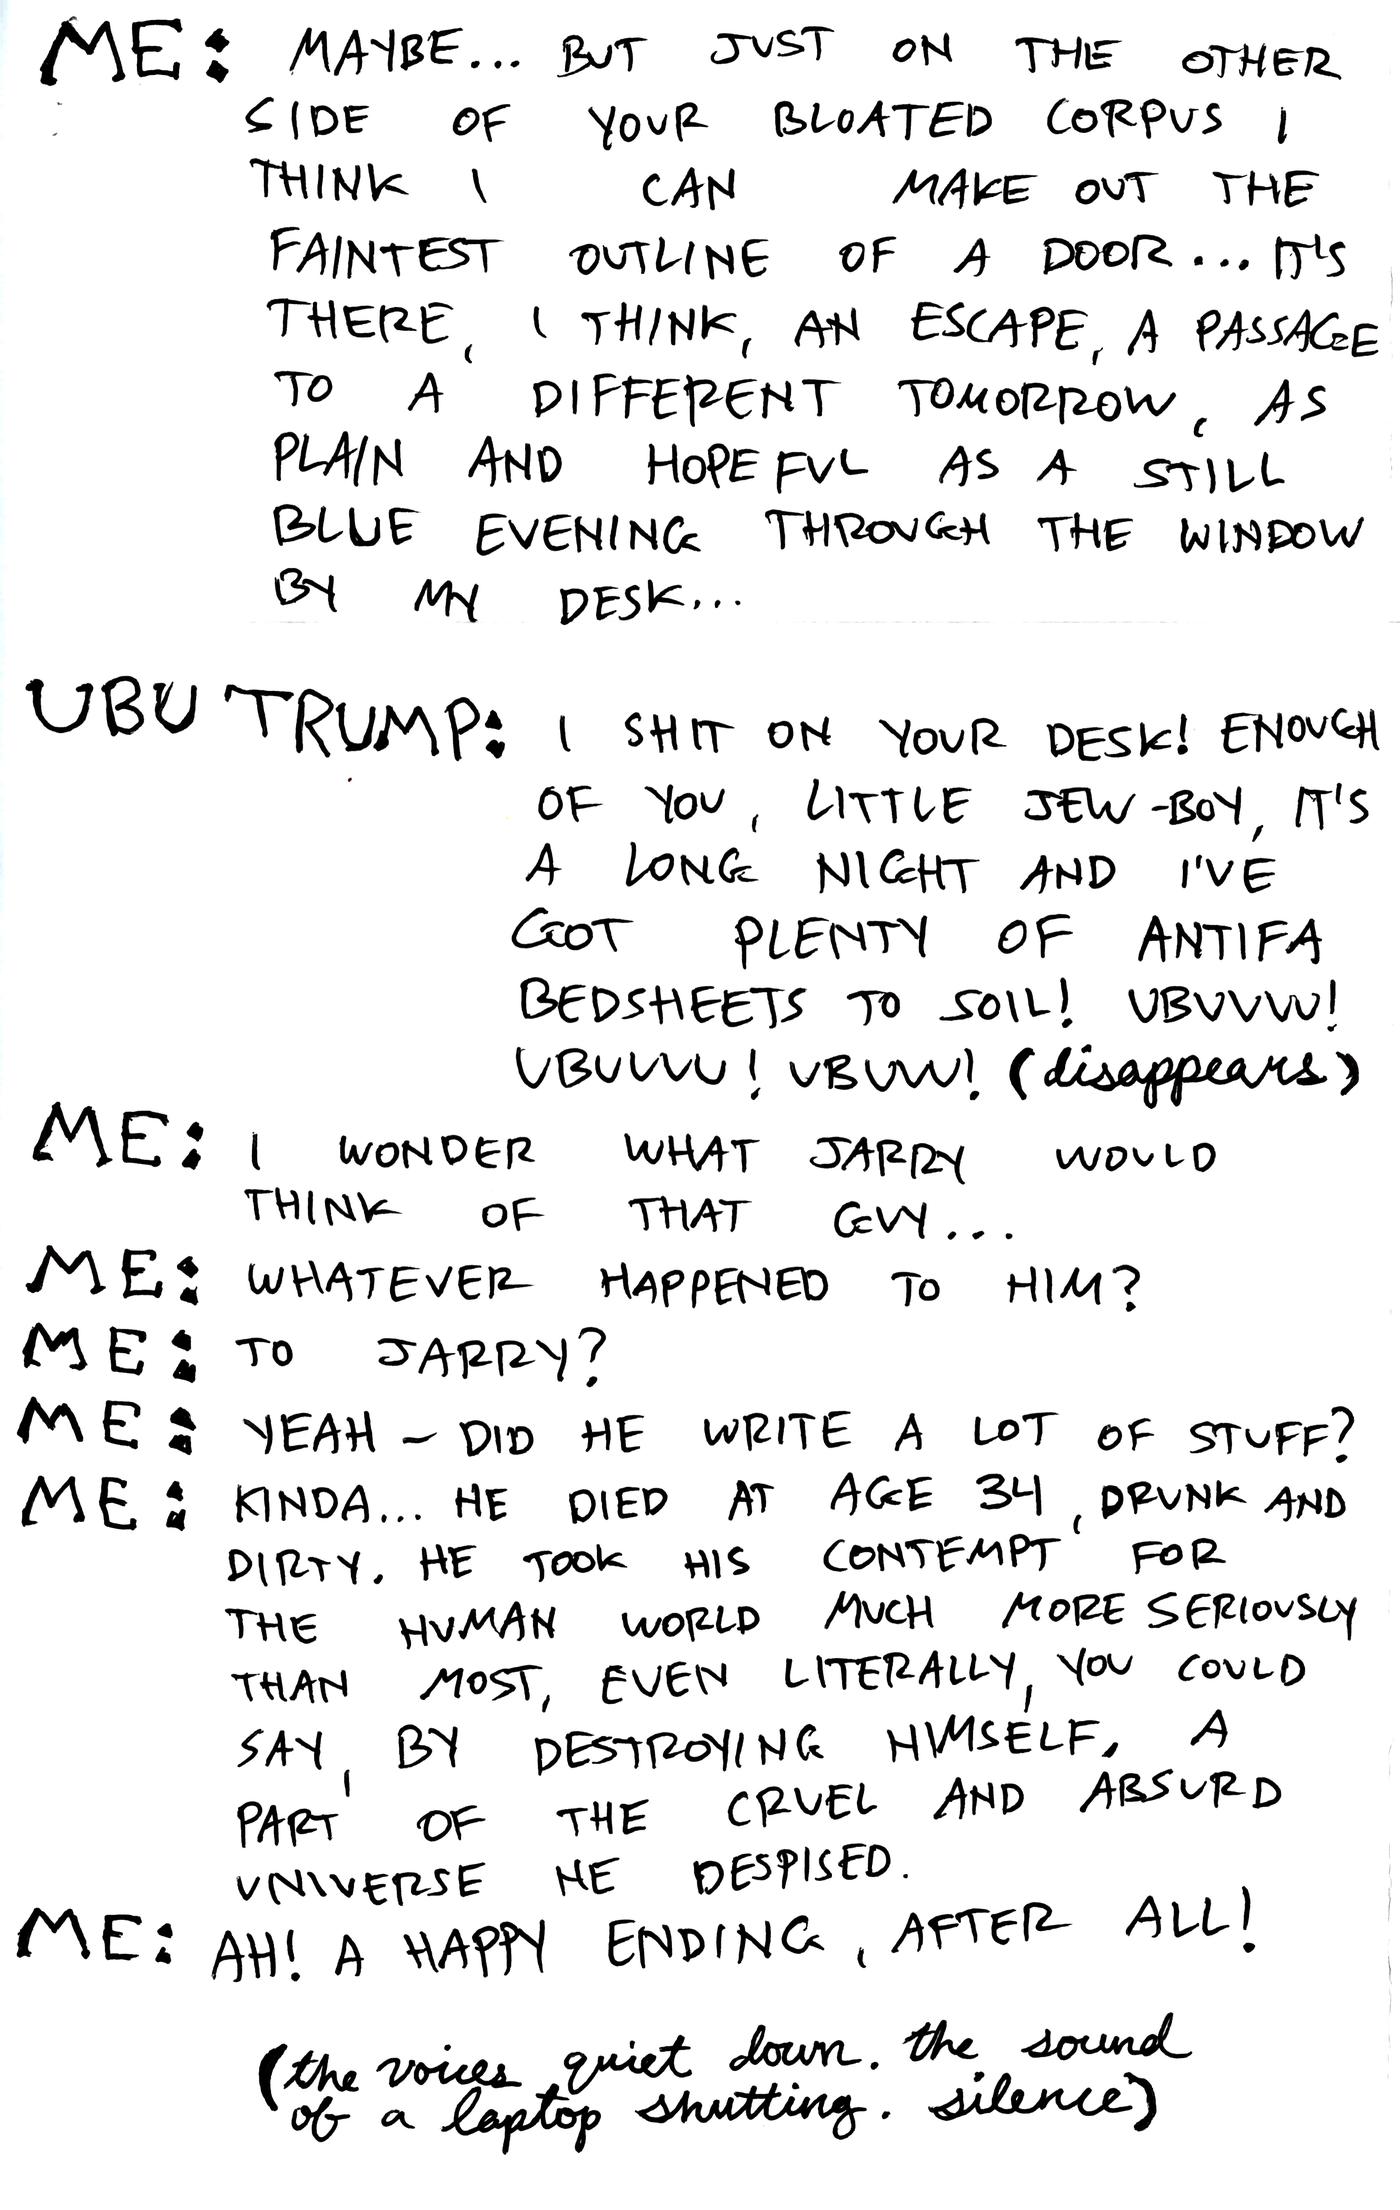 ME: MAYBE... BUT JUST ON THE OTHER
SIDE OF YOUR BLOATED CORPUS I
THINK I CAN MAKE OUT THE
FAINTEST OUTLINE OF A DOOR... IT'S
THERE, I THINK, AN ESCAPE, A PASSAGE
TO A DIFFERENT TOMORROW, AS
PLAIN AND HOPEFUL AS A STILL
BLUE EVENING THROUGH THE WINDOW
BY MY DESK...
UBU TRUMP: I SHIT ON YOUR DESK! ENOUGH
OF YOU, LITTLE JEW-BOY, IT'S
A LONG NIGHT AND I'VE
GOT PLENTY OF ANTIFA
BEDSHEETS TO SOIL! UBUUUU!
UBUUUU! UBUUU! (disappears)
ME: I WONDER WHAT JARRY WOULD
THINK OF THAT GUY...
ME: WHATEVER HAPPENED TO HIM?
ME: TO JARRY?
ME: YEAH - DID HE WRITE A LOT OF STUFF?
ME: KINDA... HE DIED AT AGE 34, DRUNK AND
DIRTY. HE TOOK HIS CONTEMPT FOR
THE HUMAN WORLD MUCH MORE SERIOUSLY
THAN MOST, EVEN LITERALLY, YOU COULD
SAY, BY DESTROYING HIMSELF, A
PART OF THE CRUEL AND ABSURD
UNIVERSE HE DESPISED.
ME: AH! A HAPPY ENDING, AFTER ALL!
(the voices quiet down. the sound
of a laptop shutting. silence)